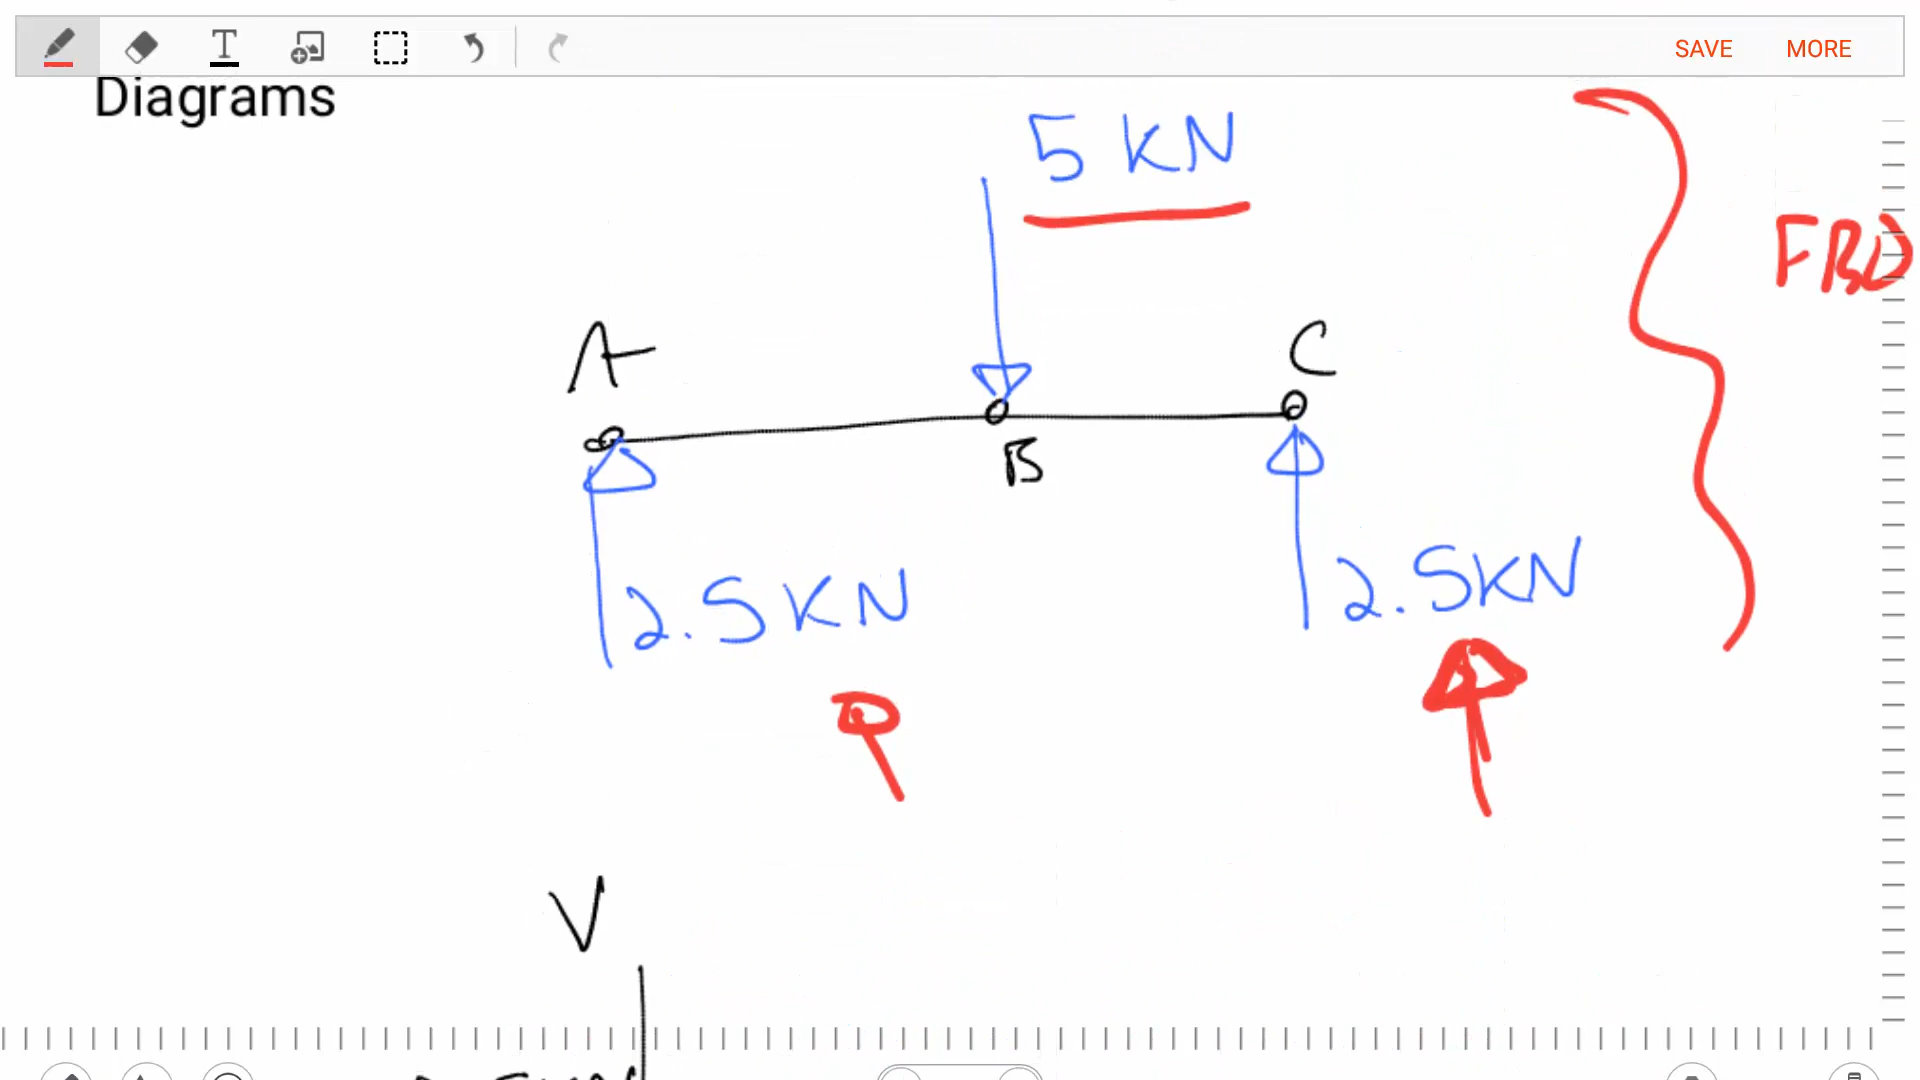 SAVE MORE
Diagrams
5 KN
FBD
A
C
B
2.5KN
2.5KN
V